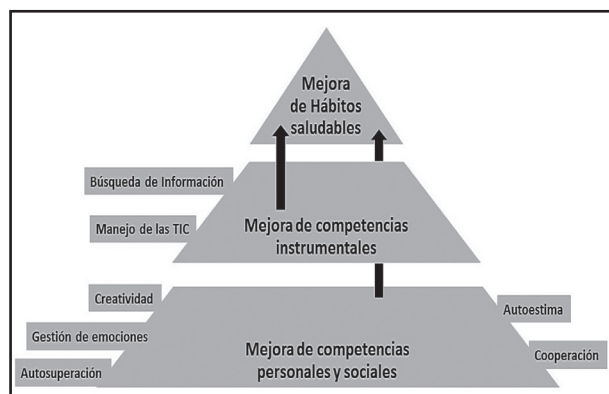 Mejora
de Hábitos
saludables
Búsqueda de Información
Manejo de las TIC
Mejora de competencias
instrumentales
Creatividad
Gestión de emociones
Autosuperación
Autoestima
Cooperación
Mejora de competencias
personales y sociales